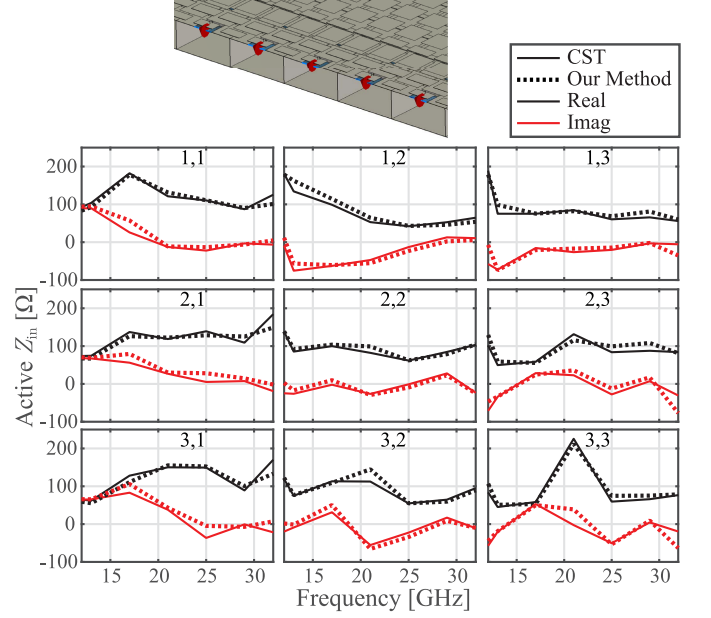 CST
Our Method
Real
Imag
1,1
1,2
1,3
200
100
0
-100
2,1
2,2
2,3
200
100
0
-100
3,1
3,2
3,3
200
100
0
-100
Active Zin [Ω]
15 20 25 30
15 20 25 30
15 20 25 30
Frequency [GHz]